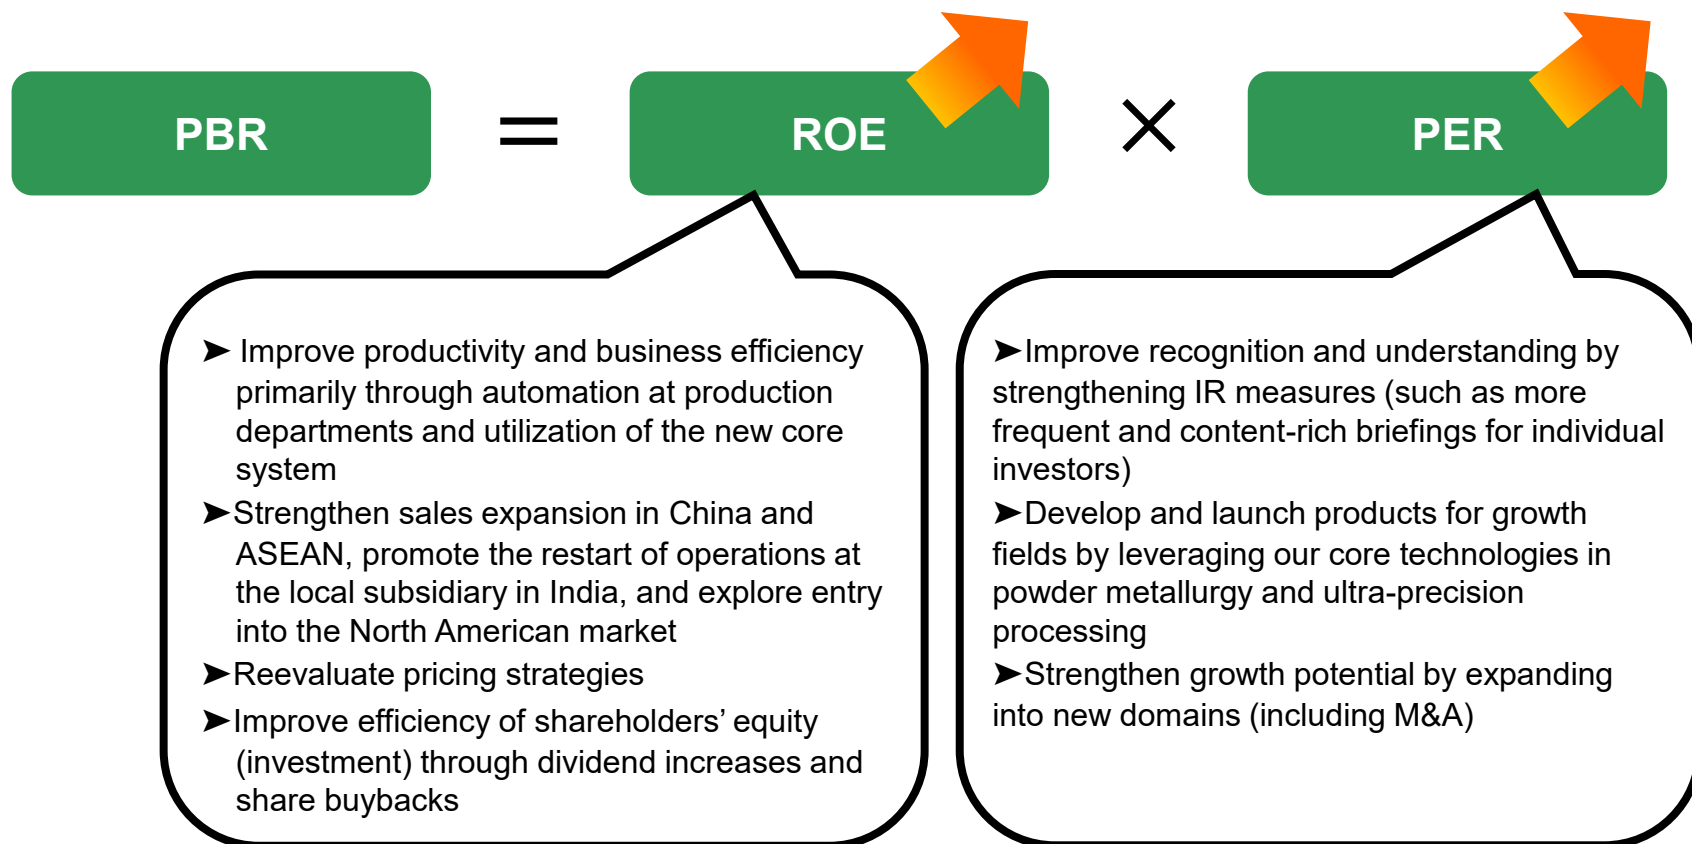 PBR = ROE × PER
➤ Improve productivity and business efficiency
primarily through automation at production
departments and utilization of the new core
system
➤Strengthen sales expansion in China and
ASEAN, promote the restart of operations at
the local subsidiary in India, and explore entry
into the North American market
➤Reevaluate pricing strategies
➤Improve efficiency of shareholders’ equity
(investment) through dividend increases and
share buybacks
➤Improve recognition and understanding by
strengthening IR measures (such as more
frequent and content-rich briefings for individual
investors)
➤Develop and launch products for growth
fields by leveraging our core technologies in
powder metallurgy and ultra-precision
processing
➤Strengthen growth potential by expanding
into new domains (including M&A)